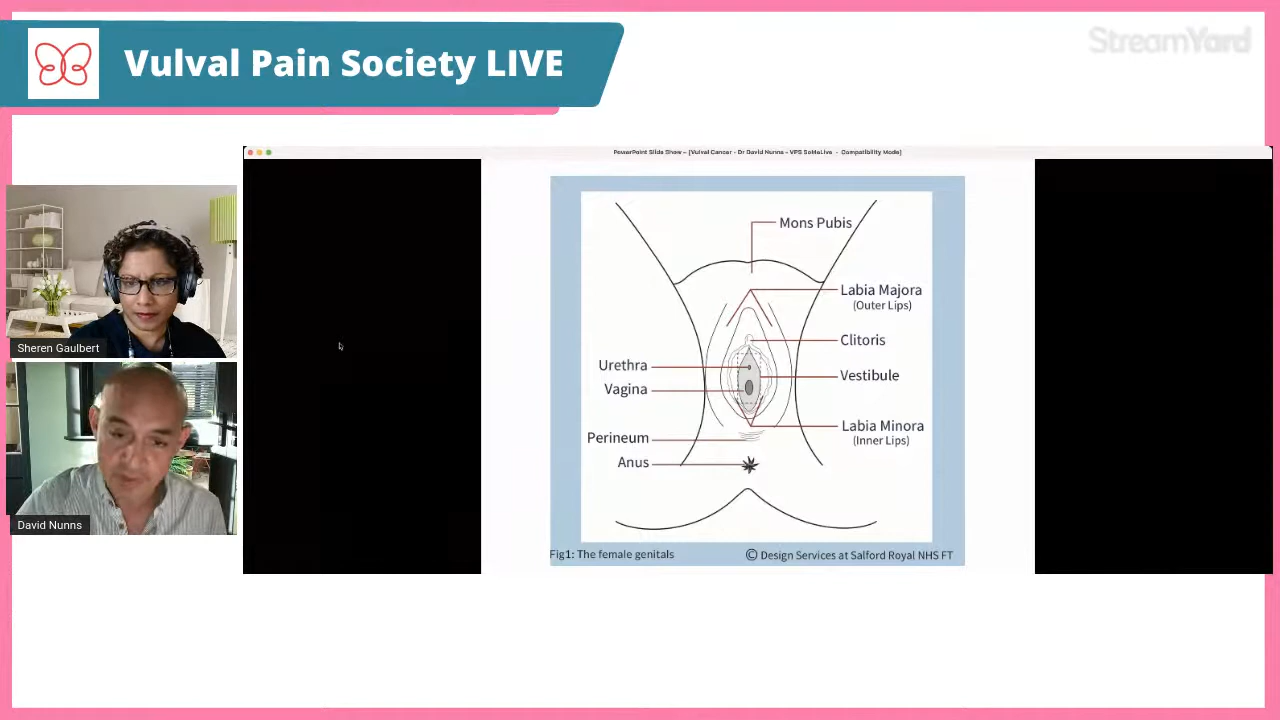 Vulval Pain Society LIVE
StreamYard
PowerPoint Slide Show - [Vulval Cancer - Dr David Nunns - VPS SoMeLive - Compatibility Mode]
Mons Pubis
Labia Majora
(Outer Lips)
Clitoris
Urethra
Vestibule
Vagina
Labia Minora
(Inner Lips)
Perineum
Anus
Fig1: The female genitals
© Design Services at Salford Royal NHS FT
Sheren Gaulbert
David Nunns